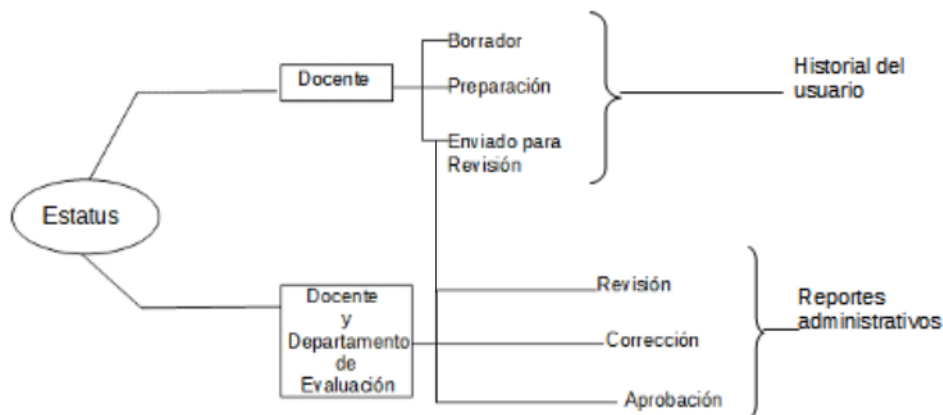 Borrador
Docente
Preparación
Enviado para
Revisión
Historial del
usuario
Estatus
Docente
y
Departamento
de
Evaluación
Revisión
Corrección
Aprobación
Reportes
administrativos